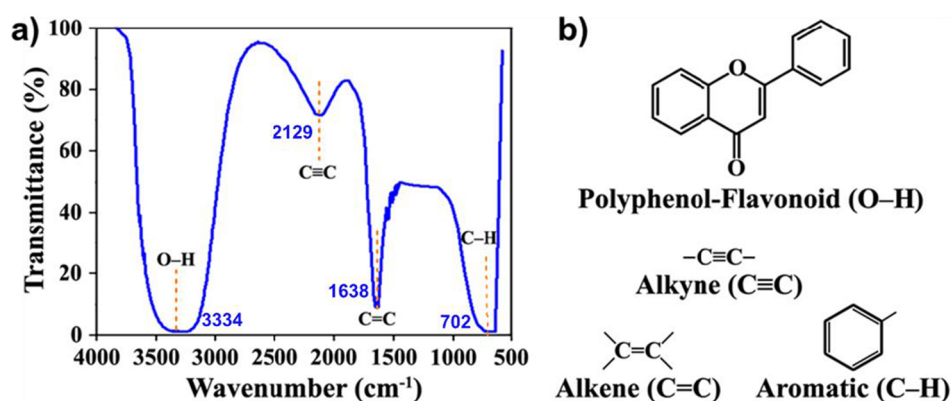 a)
b)
Transmittance (%)
100
80
60
40
20
0
2129
C≡C
O–H
3334
1638
C=C
C–H
702
4000 3500 3000 2500 2000 1500 1000 500
Wavenumber (cm⁻¹)
O
O
Polyphenol-Flavonoid (O–H)
–C≡C–
Alkyne (C≡C)
C=C
Alkene (C=C)
Aromatic (C–H)